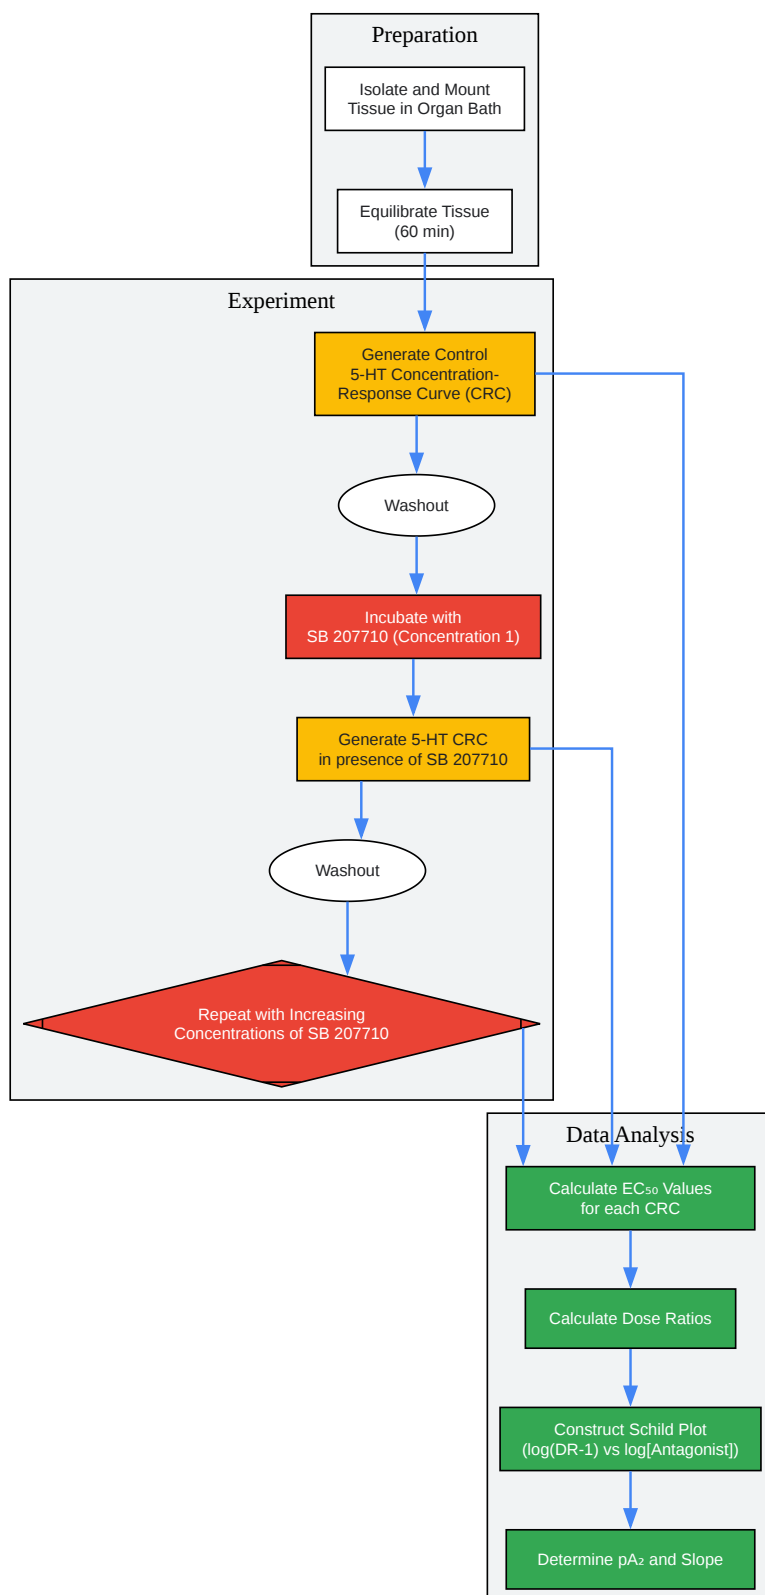 Preparation
Isolate and Mount
Tissue in Organ Bath
Equilibrate Tissue
(60 min)
Experiment
Generate Control
5-HT Concentration-
Response Curve (CRC)
Washout
Incubate with
SB 207710 (Concentration 1)
Generate 5-HT CRC
in presence of SB 207710
Washout
Repeat with Increasing
Concentrations of SB 207710
Data Analysis
Calculate EC₅₀ Values
for each CRC
Calculate Dose Ratios
Construct Schild Plot
(log(DR-1) vs log[Antagonist])
Determine pA₂ and Slope